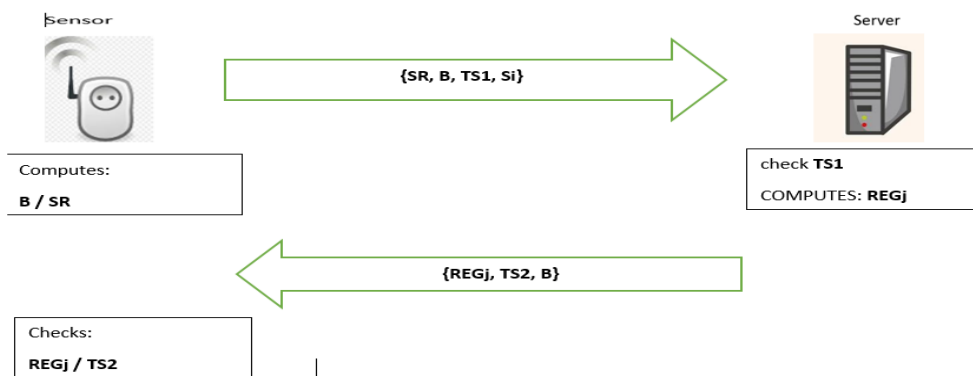 Sensor
Server
{SR, B, TS1, Si}
Computes:
B / SR
check TS1
COMPUTES: REGj
{REGj, TS2, B}
Checks:
REGj / TS2